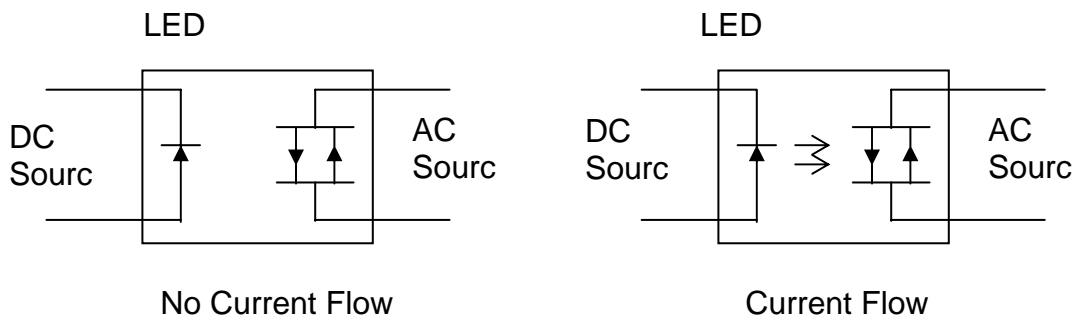 LED
LED
DC
Sourc
AC
Sourc
DC
Sourc
AC
Sourc
No Current Flow
Current Flow